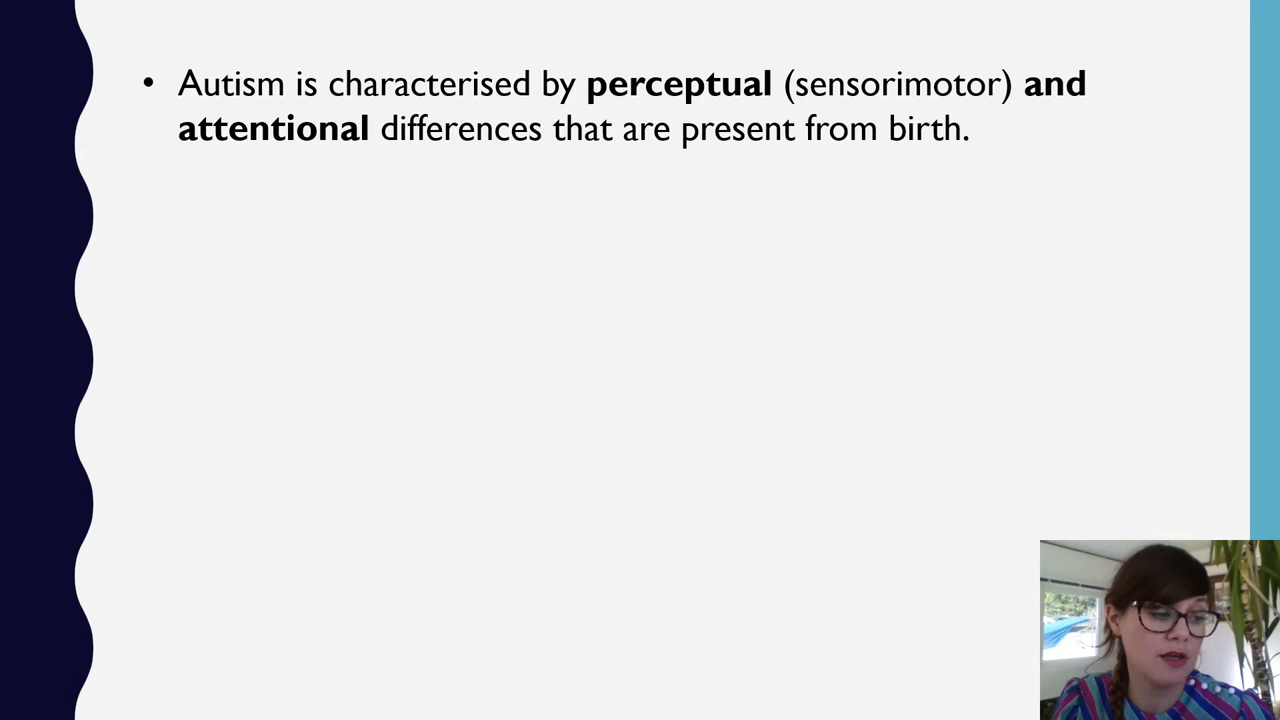 • Autism is characterised by perceptual (sensorimotor) and
attentional differences that are present from birth.